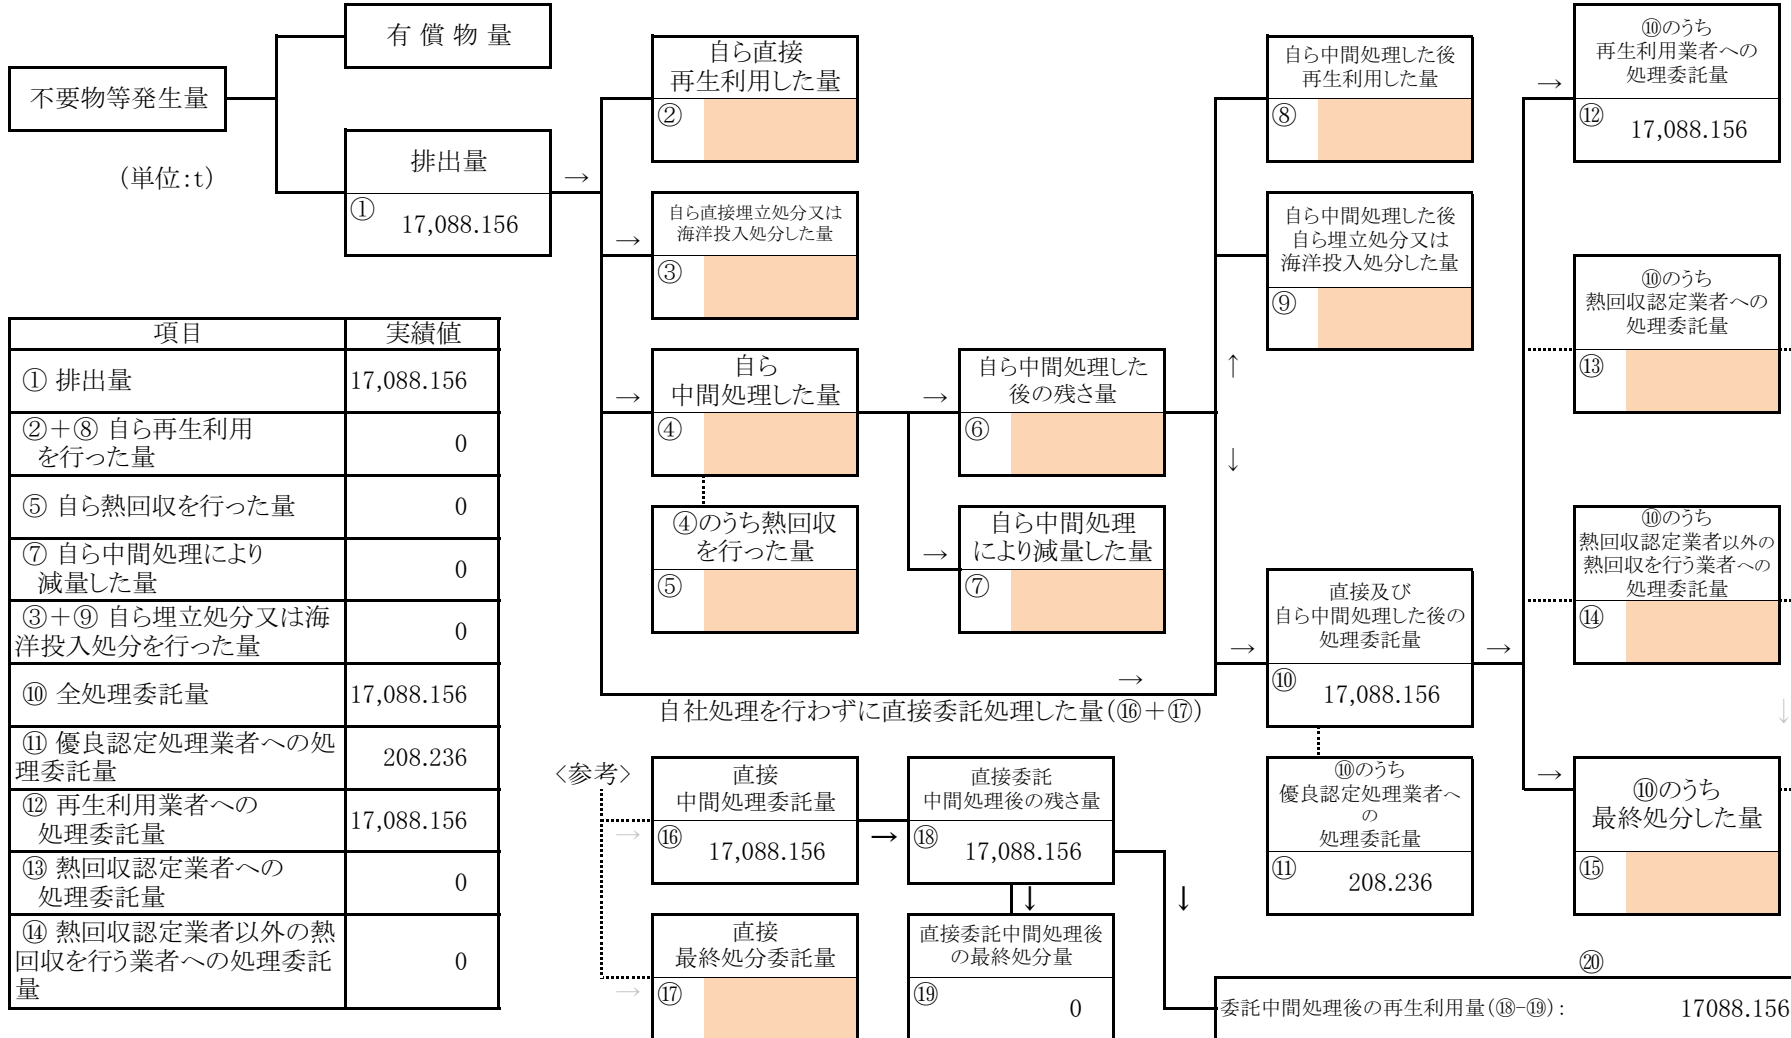 有 償 物 量
不要物等発生量
(単位:t)
排出量
①
17,088.156
→
自ら直接
再生利用した量
②
→
自ら直接埋立処分又は
海洋投入処分した量
③
→
自ら
中間処理した量
④
④のうち熱回収
を行った量
⑤
→
自ら中間処理した
後の残さ量
⑥
→
自ら中間処理
により減量した量
⑦
↑
↓
自ら中間処理した後
再生利用した量
⑧
自ら中間処理した後
自ら埋立処分又は
海洋投入処分した量
⑨
→
自社処理を行わずに直接委託処理した量(⑯+⑰)
→
直接及び
自ら中間処理した後の
処理委託量
⑩
17,088.156
⑩のうち
優良認定処理業者へ
の
処理委託量
⑪
208.236
→
→
⑩のうち
再生利用業者への
処理委託量
⑫
17,088.156
⑩のうち
熱回収認定業者への
処理委託量
⑬
⑩のうち
熱回収認定業者以外の
熱回収を行う業者への
処理委託量
⑭
↓
→
⑩のうち
最終処分した量
⑮
項目 実績値
① 排出量 17,088.156
②+⑧ 自ら再生利用
を行った量 0
⑤ 自ら熱回収を行った量 0
⑦ 自ら中間処理により
減量した量 0
③+⑨ 自ら埋立処分又は海
洋投入処分を行った量 0
⑩ 全処理委託量 17,088.156
⑪ 優良認定処理業者への処
理委託量 208.236
⑫ 再生利用業者への
処理委託量 17,088.156
⑬ 熱回収認定業者への
処理委託量 0
⑭ 熱回収認定業者以外の熱
回収を行う業者への処理委託
量 0
<参考>
→
直接
中間処理委託量
⑯
17,088.156
→
直接委託
中間処理後の残さ量
⑱
17,088.156
↓
↓
→
直接
最終処分委託量
⑰
直接委託中間処理後
の最終処分量
⑲
0
⑳
委託中間処理後の再生利用量(⑱-⑲): 17088.156